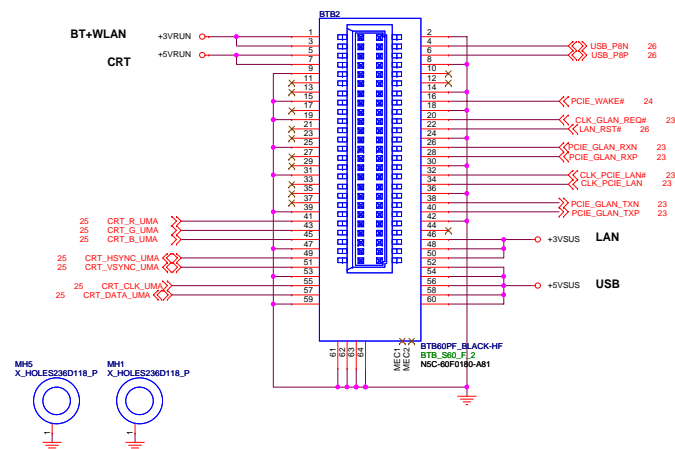 BTB2
BT+WLAN +3VRUN 1 2
3 4 USB_P8N 26
+5VRUN 5 6 USB_P8P 26
CRT 7 8
9 10
11 12
13 14
15 16 PCIE_WAKE# 24
17 18
19 20 CLK_GLAN_REQ# 23
21 22 LAN_RST# 26
23 24
25 26 PCIE_GLAN_RXN 23
27 28 PCIE_GLAN_RXP 23
29 30
31 32 CLK_PCIE_LAN# 23
33 34 CLK_PCIE_LAN 23
35 36
37 38 PCIE_GLAN_TXN 23
39 40 PCIE_GLAN_TXP 23
25 CRT_R_UMA 41 42
25 CRT_G_UMA 43 44
25 CRT_B_UMA 45 46 +3VSUS LAN
47 48
25 CRT_HSYNC_UMA 49 50
25 CRT_VSYNC_UMA 51 52
53 54
25 CRT_CLK_UMA 55 56 +5VSUS USB
25 CRT_DATA_UMA 57 58
59 60
61 62 63 64 MEC1 MEC2
BTB60PF_BLACK-HF
BTB_S60_F_2
N5C-60F0180-A81
MH5
X_HOLES236D118_P
1
MH1
X_HOLES236D118_P
1